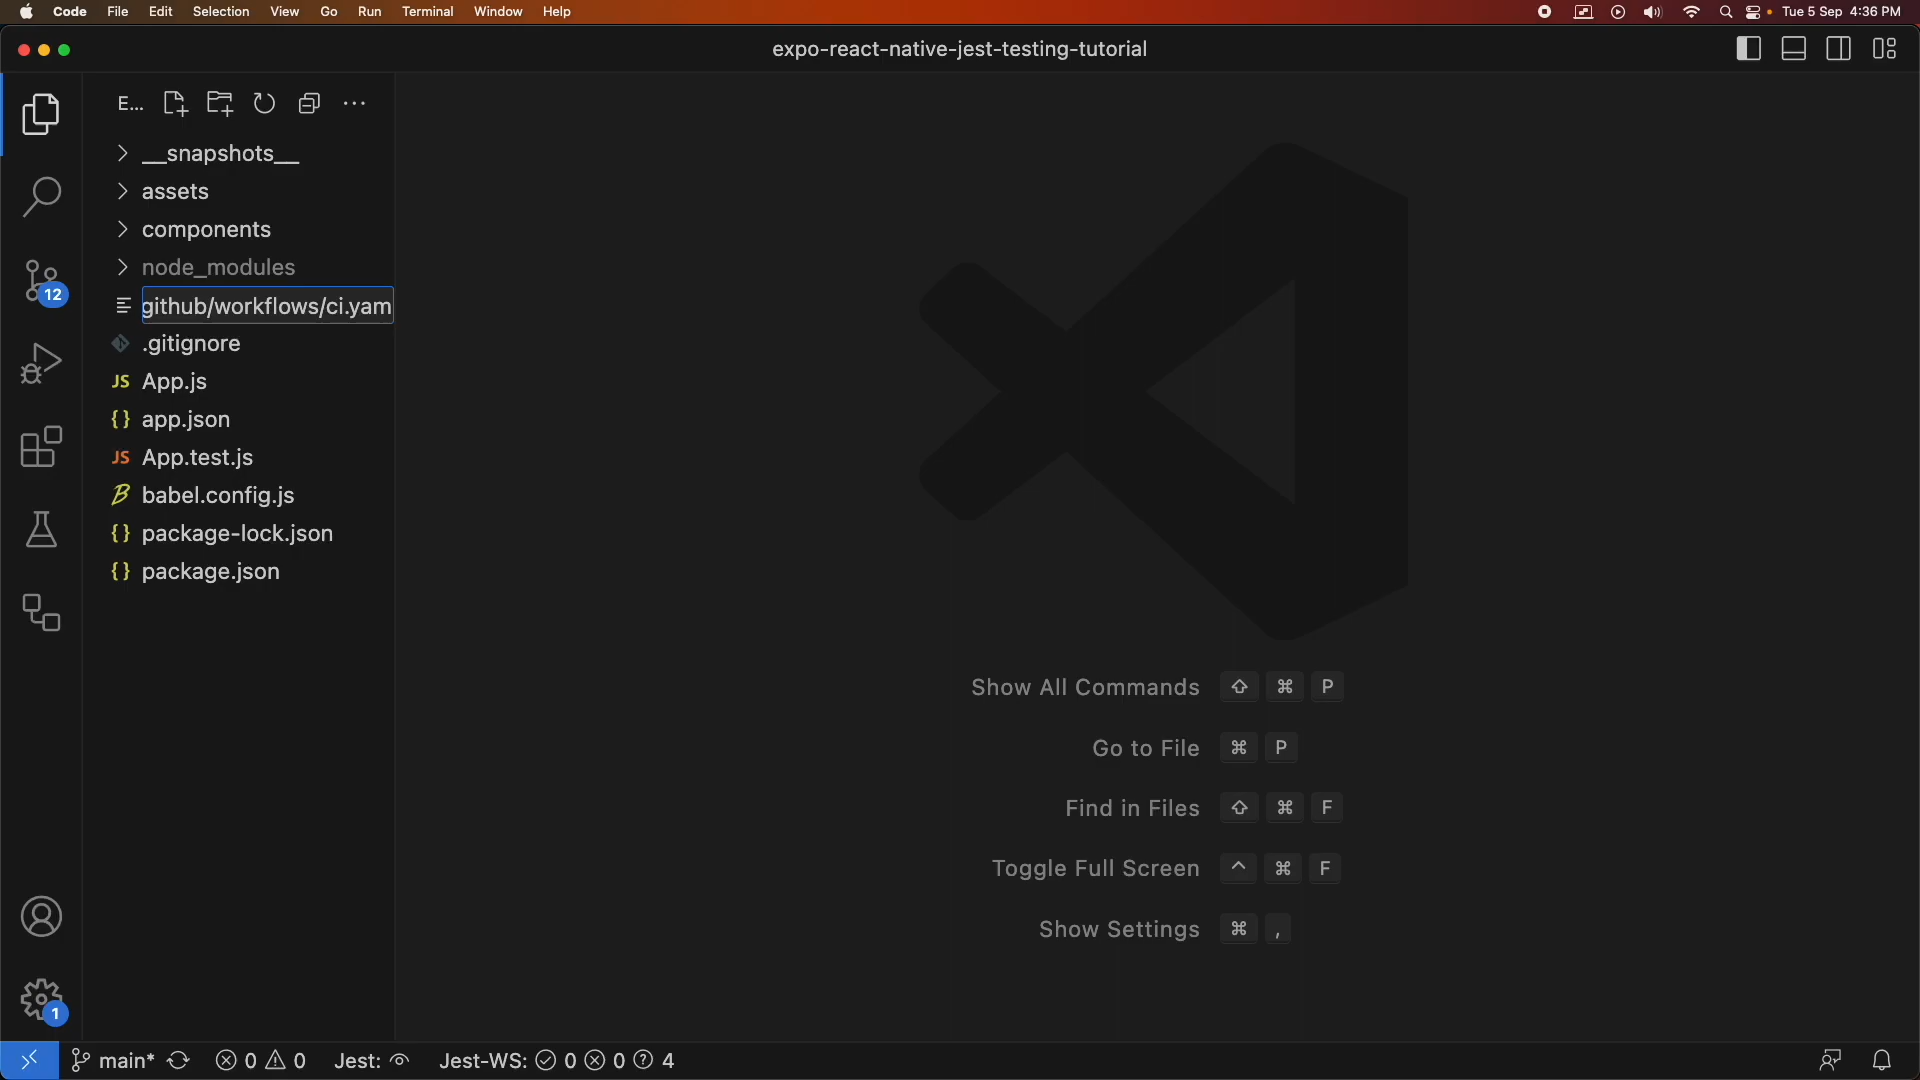 Code File Edit Selection View Go Run Terminal Window Help Tue 5 Sep 4:36 PM
expo-react-native-jest-testing-tutorial
E...
__snapshots__
assets
components
node_modules
github/workflows/ci.yam
.gitignore
JS App.js
{} app.json
JS App.test.js
babel.config.js
{} package-lock.json
{} package.json
12
Show All Commands ⇧ ⌘ P
Go to File ⌘ P
Find in Files ⇧ ⌘ F
Toggle Full Screen ^ ⌘ F
Show Settings ⌘ ,
1
main* 0 0 Jest: Jest-WS: 0 0 4